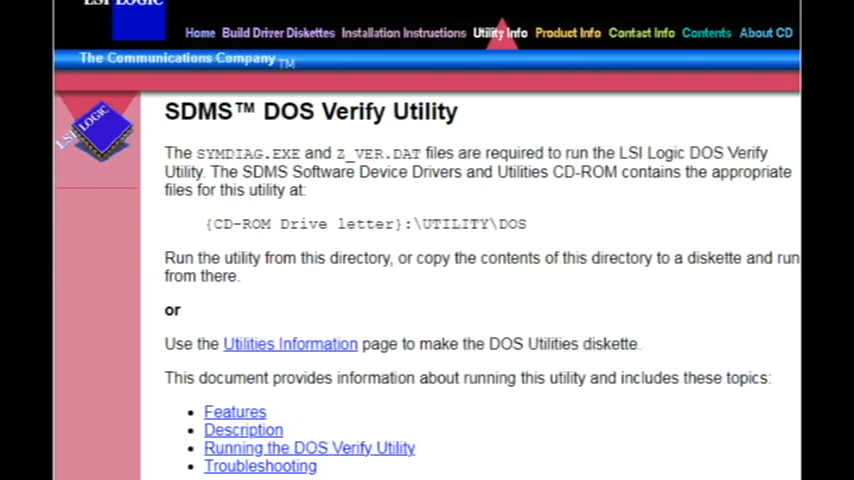 LSI LOGIC
Home Build Driver Diskettes Installation Instructions Utility Info Product Info Contact Info Contents About CD
The Communications Company™
LSI LOGIC
SDMS™ DOS Verify Utility
The SYMDIAG.EXE and Z_VER.DAT files are required to run the LSI Logic DOS Verify
Utility. The SDMS Software Device Drivers and Utilities CD-ROM contains the appropriate
files for this utility at:
{CD-ROM Drive letter}:\UTILITY\DOS
Run the utility from this directory, or copy the contents of this directory to a diskette and run
from there.
or
Use the Utilities Information page to make the DOS Utilities diskette.
This document provides information about running this utility and includes these topics:
• Features
• Description
• Running the DOS Verify Utility
• Troubleshooting